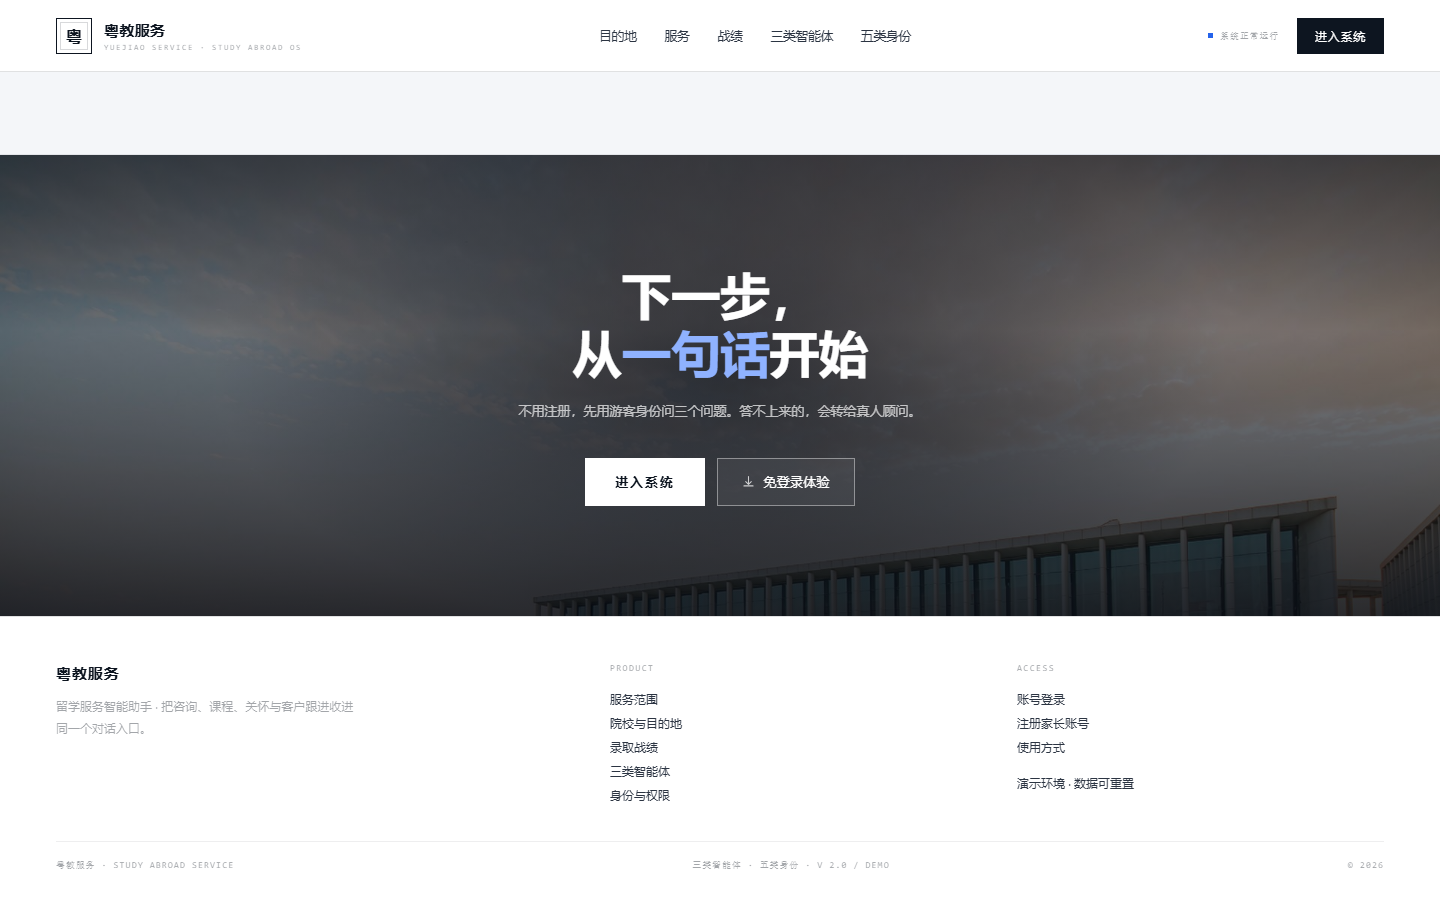 粤
粤教服务
YUEJIAO SERVICE · STUDY ABROAD OS
目的地
服务
战绩
三类智能体
五类身份
系统正常运行
进入系统
下一步，
从一句话开始
不用注册，先用游客身份问三个问题。答不上来的，会转给真人顾问。
进入系统
免登录体验
粤教服务
留学服务智能助手 · 把咨询、课程、关怀与客户跟进收进
同一个对话入口。
PRODUCT
服务范围
院校与目的地
录取战绩
三类智能体
身份与权限
ACCESS
账号登录
注册家长账号
使用方式
演示环境 · 数据可重置
粤教服务 · STUDY ABROAD SERVICE
三类智能体 · 五类身份 · V 2.0 / DEMO
© 2026